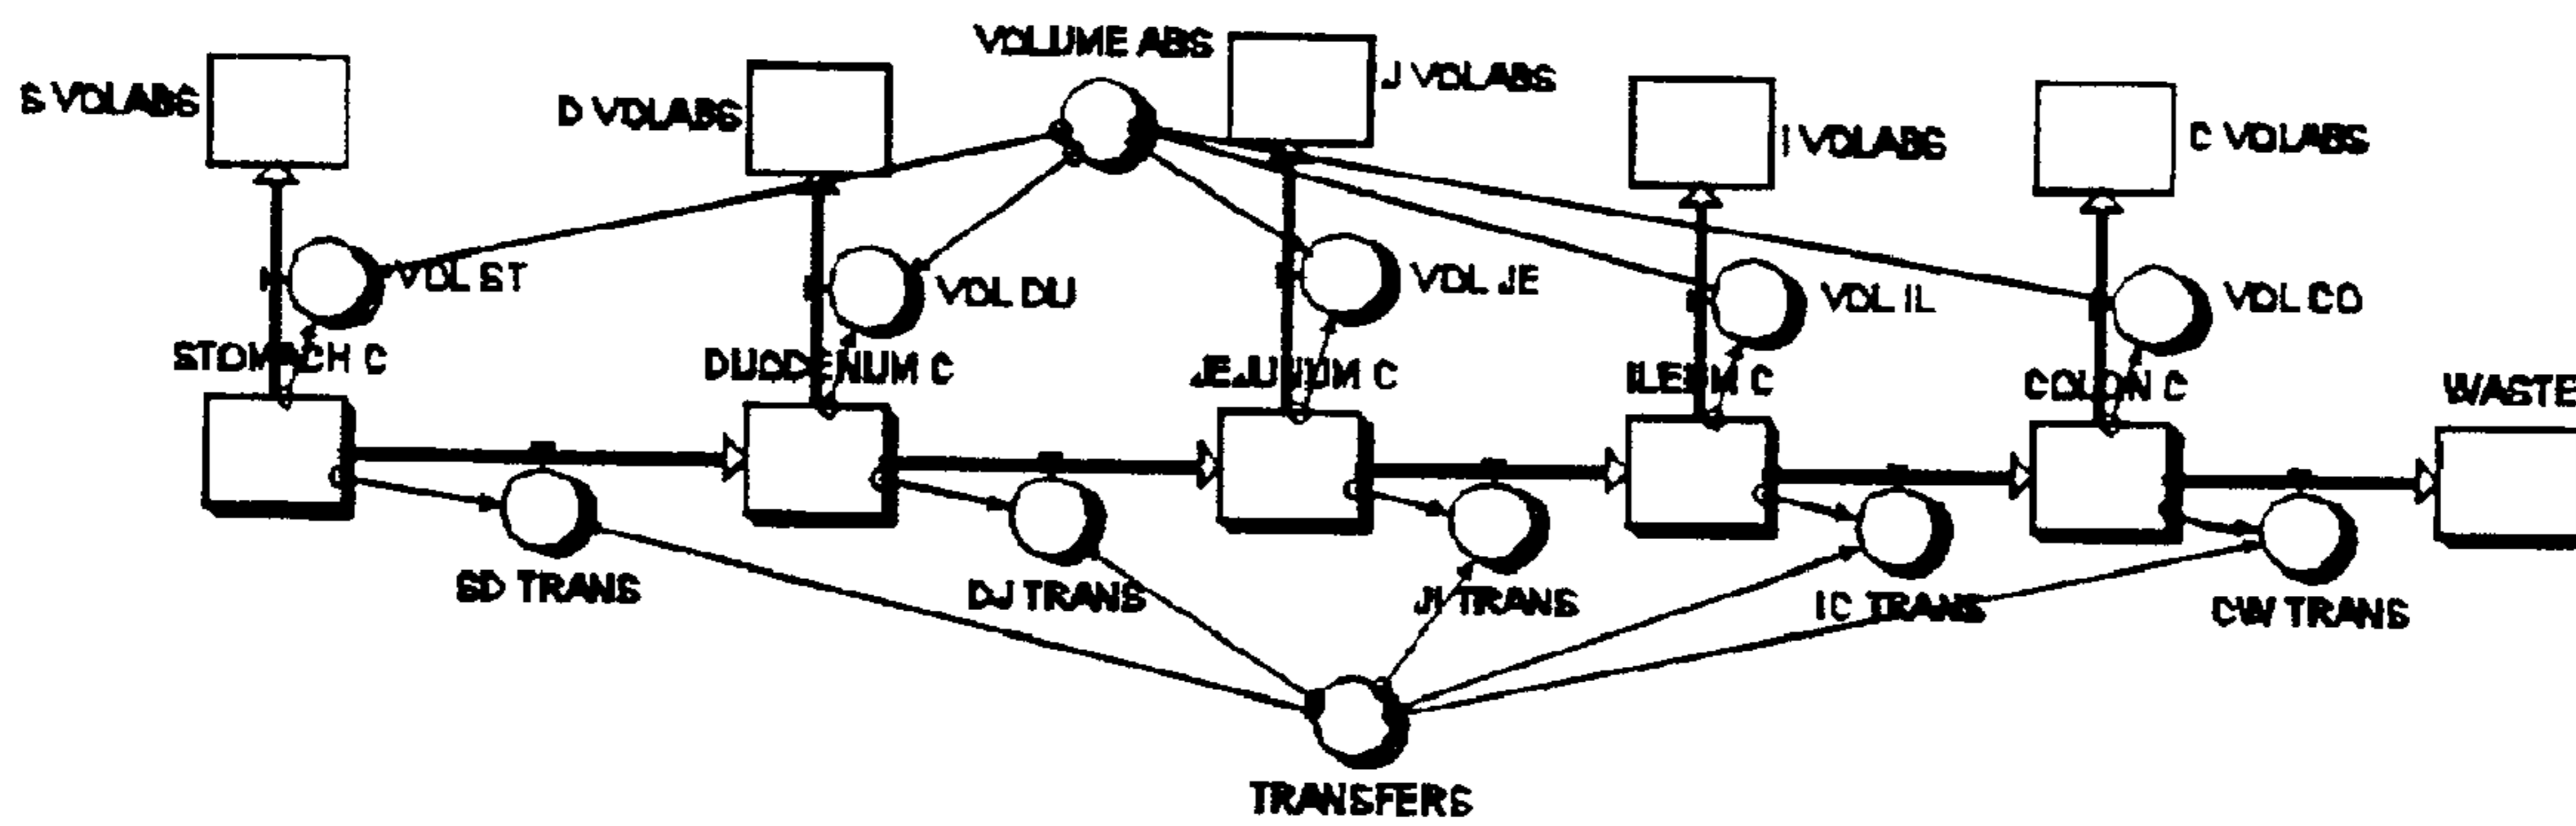 VOLUME ABS
S VOLABS
D VOLABS
J VOLABS
I VOLABS
C VOLABS
VOL ST
VOL DU
VOL JE
VOL IL
VOL CO
STOMACH C
DUODENUM C
JEJUNUM C
ILEUM C
COLON C
WASTE
SD TRANS
DJ TRANS
JI TRANS
IC TRANS
CW TRANS
TRANSFERS